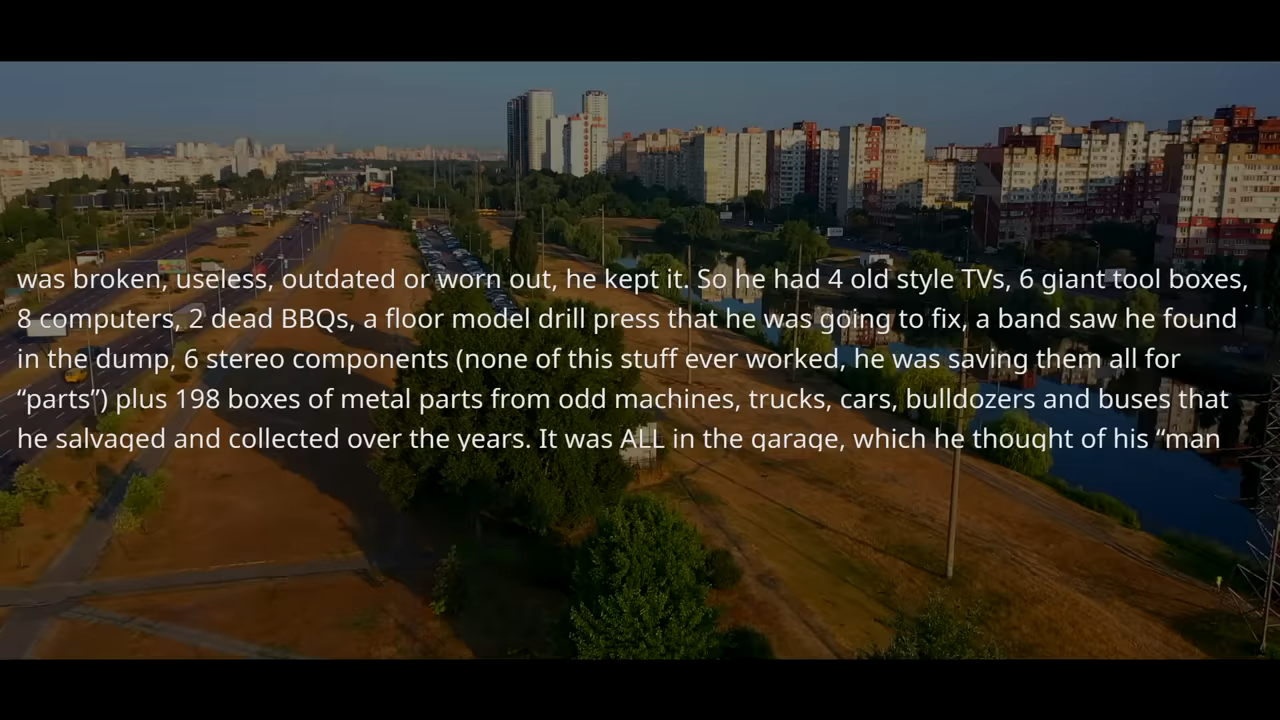 was broken, useless, outdated or worn out, he kept it. So he had 4 old style TVs, 6 giant tool boxes,
8 computers, 2 dead BBQs, a floor model drill press that he was going to fix, a band saw he found
in the dump, 6 stereo components (none of this stuff ever worked, he was saving them all for
“parts”) plus 198 boxes of metal parts from odd machines, trucks, cars, bulldozers and buses that
he salvaged and collected over the years. It was ALL in the garage, which he thought of his “man